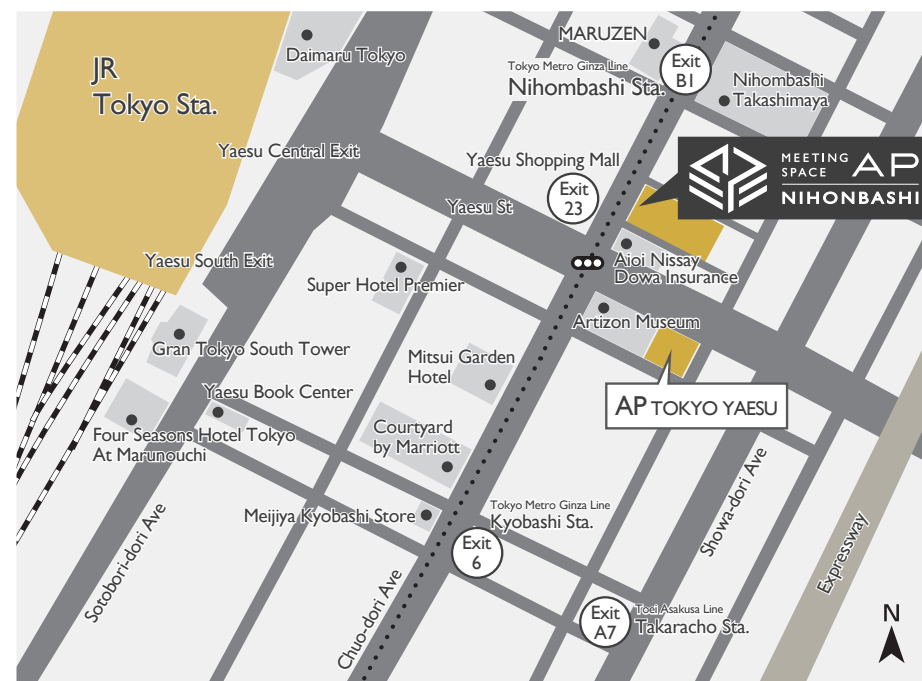 JR
Tokyo Sta.
Daimaru Tokyo
MARUZEN
Tokyo Metro Ginza Line
Nihombashi Sta.
Exit
B1
Nihombashi
Takashimaya
Yaesu Central Exit
Yaesu Shopping Mall
Exit
23
MEETING
SPACE
AP
NIHONBASHI
Yaesu St
Yaesu South Exit
Aioi Nissay
Dowa Insurance
Super Hotel Premier
Artizon Museum
Gran Tokyo South Tower
Mitsui Garden
Hotel
Yaesu Book Center
AP TOKYO YAESU
Four Seasons Hotel Tokyo
At Marunouchi
Courtyard
by Marriott
Meijiya Kyobashi Store
Tokyo Metro Ginza Line
Kyobashi Sta.
Exit
6
Sotobori-dori Ave
Chuo-dori Ave
Showa-dori Ave
Expressway
Exit
A7
Toei Asakusa Line
Takaracho Sta.
N